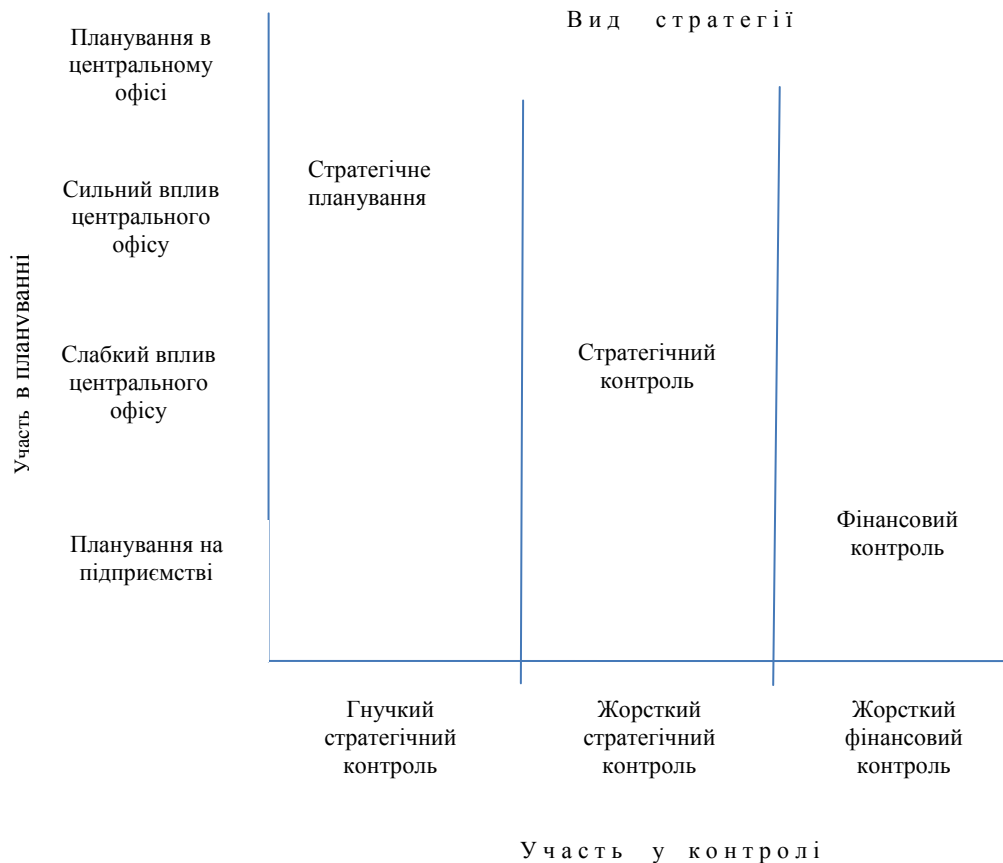 Вид стратегії
Планування в
центральному
офісі
Стратегічне
планування
Сильний вплив
центрального
офісу
Участь в плануванні
Слабкий вплив
центрального
офісу
Стратегічний
контроль
Фінансовий
контроль
Планування на
підприємстві
Гнучкий
стратегічний
контроль
Жорсткий
стратегічний
контроль
Жорсткий
фінансовий
контроль
Участь у контролі